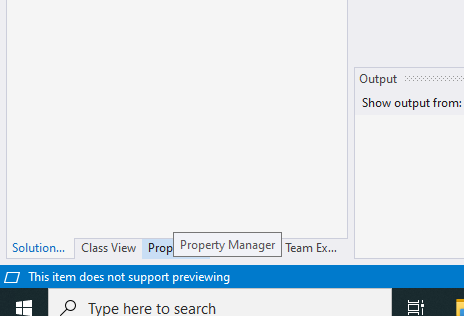 Output
Show output from:
Solution...
Class View
Prop
Property Manager
Team Ex...
This item does not support previewing
Type here to search